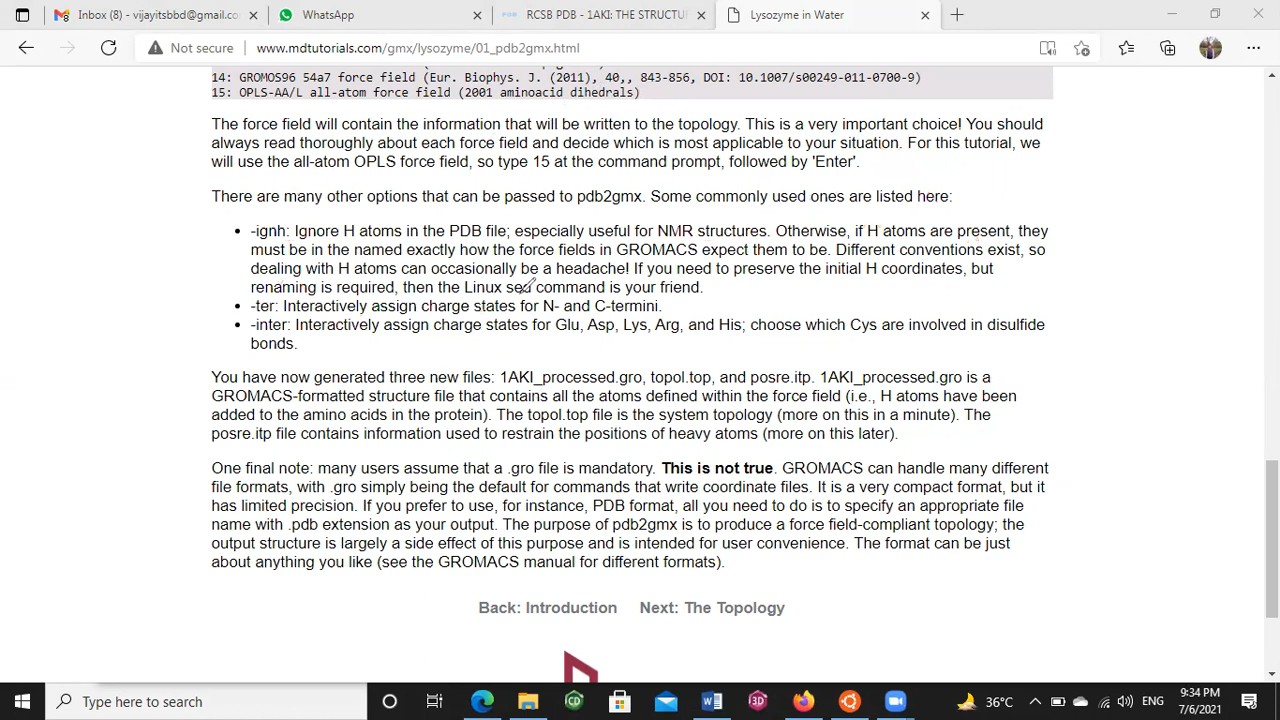 Inbox (8) - vijayitsbbd@gmail.co
WhatsApp
RCSB PDB - 1AKI: THE STRUCTU
Lysozyme in Water
Not secure
www.mdtutorials.com/gmx/lysozyme/01_pdb2gmx.html
14: GROMOS96 54a7 force field (Eur. Biophys. J. (2011), 40,, 843-856, DOI: 10.1007/s00249-011-0700-9)
15: OPLS-AA/L all-atom force field (2001 aminoacid dihedrals)
The force field will contain the information that will be written to the topology. This is a very important choice! You should
always read thoroughly about each force field and decide which is most applicable to your situation. For this tutorial, we
will use the all-atom OPLS force field, so type 15 at the command prompt, followed by 'Enter'.
There are many other options that can be passed to pdb2gmx. Some commonly used ones are listed here:
• -ignh: Ignore H atoms in the PDB file; especially useful for NMR structures. Otherwise, if H atoms are present, they
must be in the named exactly how the force fields in GROMACS expect them to be. Different conventions exist, so
dealing with H atoms can occasionally be a headache! If you need to preserve the initial H coordinates, but
renaming is required, then the Linux sed command is your friend.
• -ter: Interactively assign charge states for N- and C-termini.
• -inter: Interactively assign charge states for Glu, Asp, Lys, Arg, and His; choose which Cys are involved in disulfide
bonds.
You have now generated three new files: 1AKI_processed.gro, topol.top, and posre.itp. 1AKI_processed.gro is a
GROMACS-formatted structure file that contains all the atoms defined within the force field (i.e., H atoms have been
added to the amino acids in the protein). The topol.top file is the system topology (more on this in a minute). The
posre.itp file contains information used to restrain the positions of heavy atoms (more on this later).
One final note: many users assume that a .gro file is mandatory. This is not true. GROMACS can handle many different
file formats, with .gro simply being the default for commands that write coordinate files. It is a very compact format, but it
has limited precision. If you prefer to use, for instance, PDB format, all you need to do is to specify an appropriate file
name with .pdb extension as your output. The purpose of pdb2gmx is to produce a force field-compliant topology; the
output structure is largely a side effect of this purpose and is intended for user convenience. The format can be just
about anything you like (see the GROMACS manual for different formats).
Back: Introduction Next: The Topology
Type here to search
36°C
ENG
9:34 PM
7/6/2021